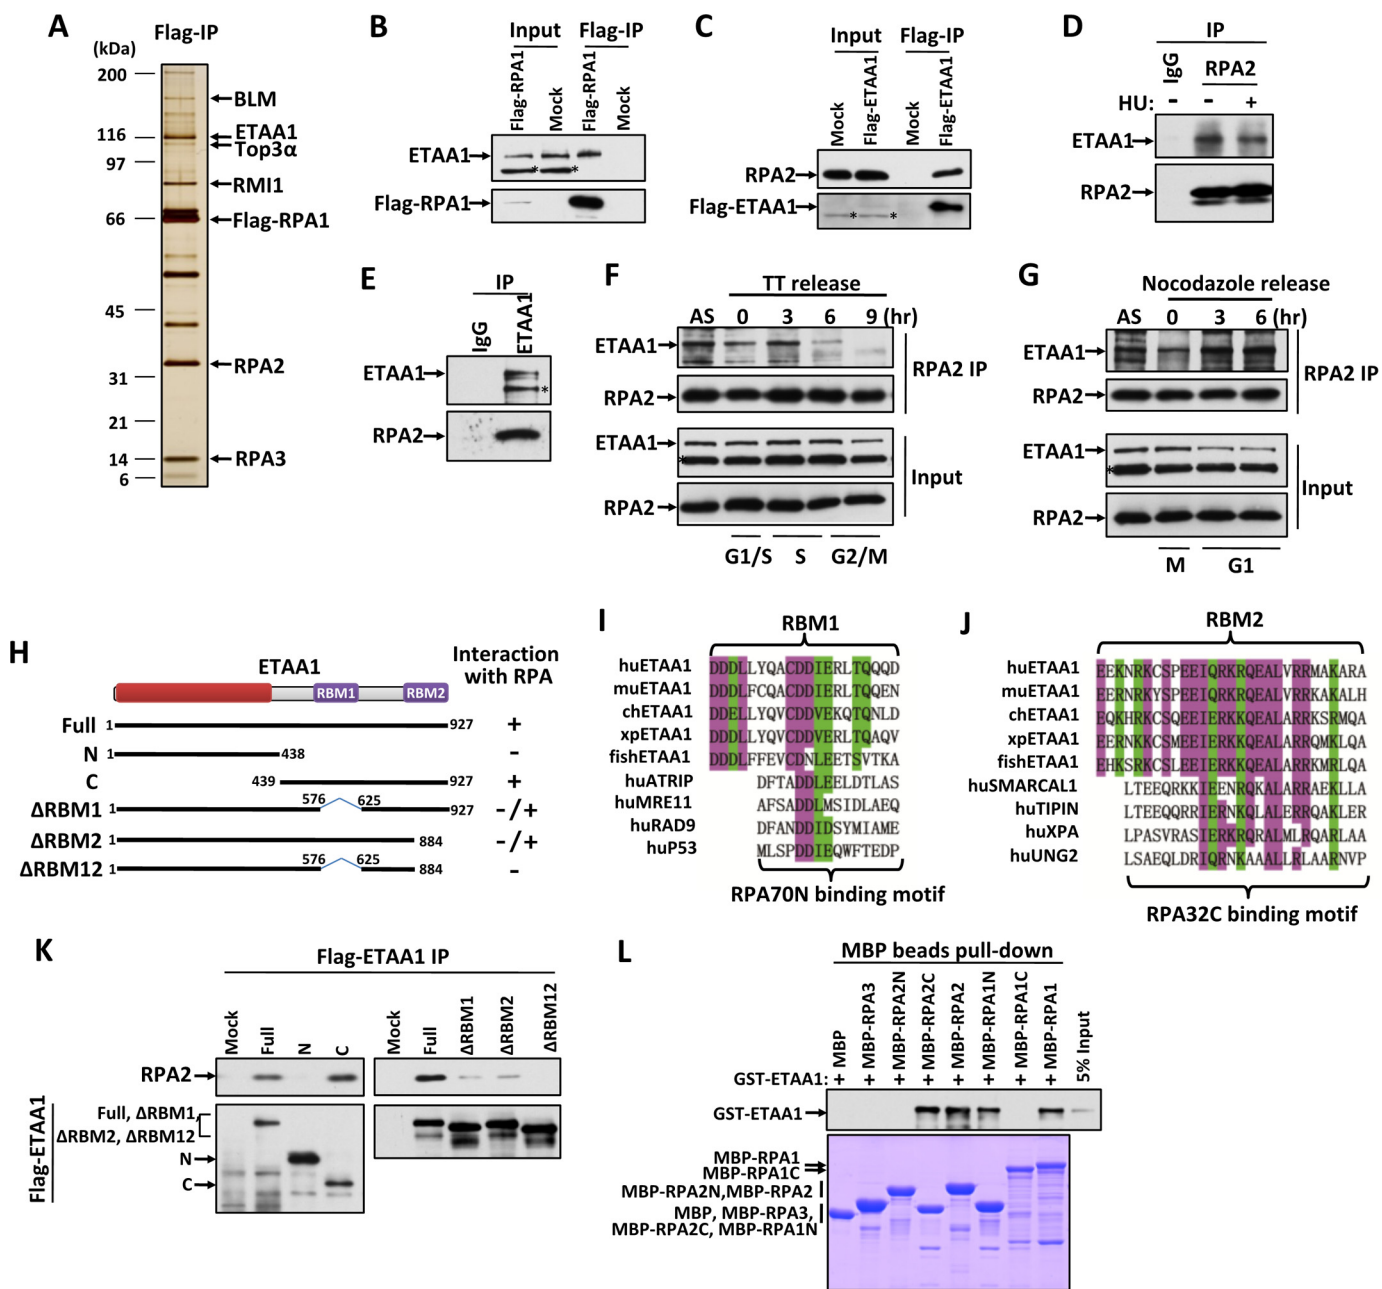 A
Flag-IP
(kDa)
200
116
97
66
45
31
21
14
6
BLM
ETAA1
Top3α
RMI1
Flag-RPA1
RPA2
RPA3
B
Input Flag-IP
Flag-RPA1
Mock
Flag-RPA1
Mock
ETAA1
* *
Flag-RPA1
C
Input Flag-IP
Mock
Flag-ETAA1
Mock
Flag-ETAA1
RPA2
Flag-ETAA1
* *
D
IP
IgG
RPA2
HU: - - +
ETAA1
RPA2
E
IP
IgG
ETAA1
ETAA1
*
RPA2
F
TT release
AS 0 3 6 9 (hr)
ETAA1
RPA2
RPA2 IP
ETAA1
*
RPA2
Input
G1/S S G2/M
G
Nocodazole release
AS 0 3 6 (hr)
ETAA1
RPA2
RPA2 IP
ETAA1
*
RPA2
Input
M G1
H
ETAA1
Interaction
with RPA
RBM1 RBM2
Full 1 927 +
N 1 438 -
C 439 927 +
ΔRBM1 1 576 625 927 -/+
ΔRBM2 1 884 -/+
ΔRBM12 1 576 625 884 -
I
RBM1
huETAA1 DDDLLYQACDDIERLTQQQD
muETAA1 DDDLFCQACDDIERLTQQEN
chETAA1 DDELLYQVCDDVEKQTQNLD
xpETAA1 DDDLLYQVCDDVERLTQAQV
fishETAA1 DDDLFFEVCDNLEETSVTKA
huATRIP DFTADDLEELDTLAS
huMRE11 AFSADDLMSIDLAEQ
huRAD9 DFANDDIDSYMIAME
huP53 MLSPDDIEQWFTEDP
RPA70N binding motif
J
RBM2
huETAA1 EEKNRKCSPEEIQRKRQEALVRRMAKARA
muETAA1 EERNRKYSPEEIQRKRQEALVRRKAKALH
chETAA1 EQKHRKCSQEEIERKRQEALARRKSRMQA
xpETAA1 EERNKKCSMEEIERKKQEALARRQMKLQA
fishETAA1 EHKSRKCSLEEIERKKQEALARRKAKLQA
huSMARCAL1 LTEEQRKKIEENRQKALARRAEKLLA
huTIPIN LTEEQQRRIERNKQLALERRQAKLER
huXPA LPASVRASIERKRQRALMLRQARLAA
huUNG2 LSAEQLDRIQRNKAAALLRLAARNVP
RPA32C binding motif
K
Flag-ETAA1 IP
Mock
Full
N
C
Mock
Full
ΔRBM1
ΔRBM2
ΔRBM12
RPA2
Flag-ETAA1
Full, ΔRBM1,
ΔRBM2, ΔRBM12
N
C
L
MBP beads pull-down
MBP
MBP-RPA3
MBP-RPA2N
MBP-RPA2C
MBP-RPA2
MBP-RPA1N
MBP-RPA1C
MBP-RPA1
5% Input
GST-ETAA1: + + + + + + + +
GST-ETAA1
MBP-RPA1
MBP-RPA1C
MBP-RPA2N,MBP-RPA2
MBP, MBP-RPA3,
MBP-RPA2C, MBP-RPA1N